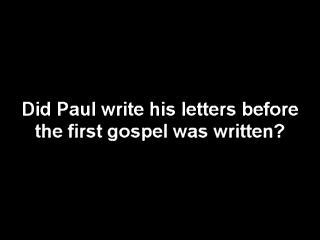 Did Paul write his letters before
the first gospel was written?